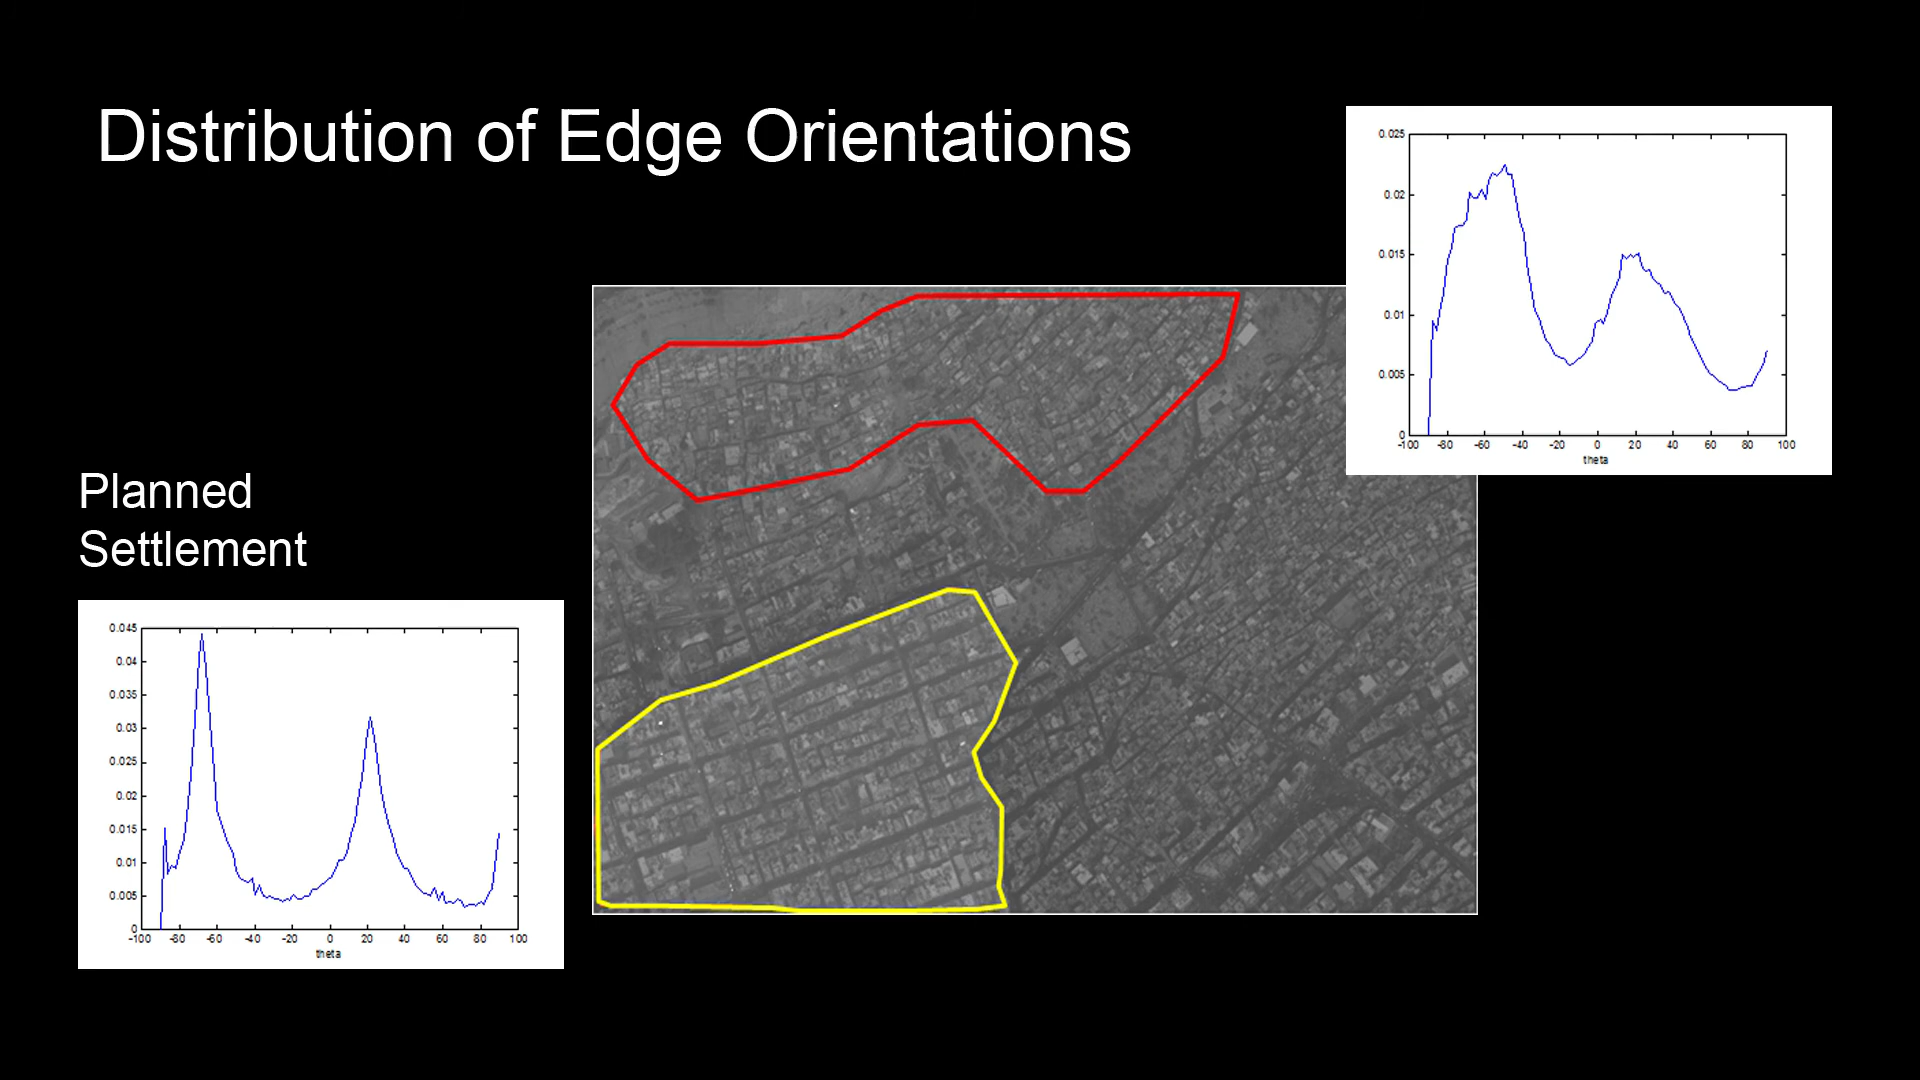 Distribution of Edge Orientations
0.025
0.02
0.015
0.01
0.005
0
-100 -80 -60 -40 -20 0 20 40 60 80 100
theta
Planned
Settlement
0.045
0.04
0.035
0.03
0.025
0.02
0.015
0.01
0.005
0
-100 -80 -60 -40 -20 0 20 40 60 80 100
theta